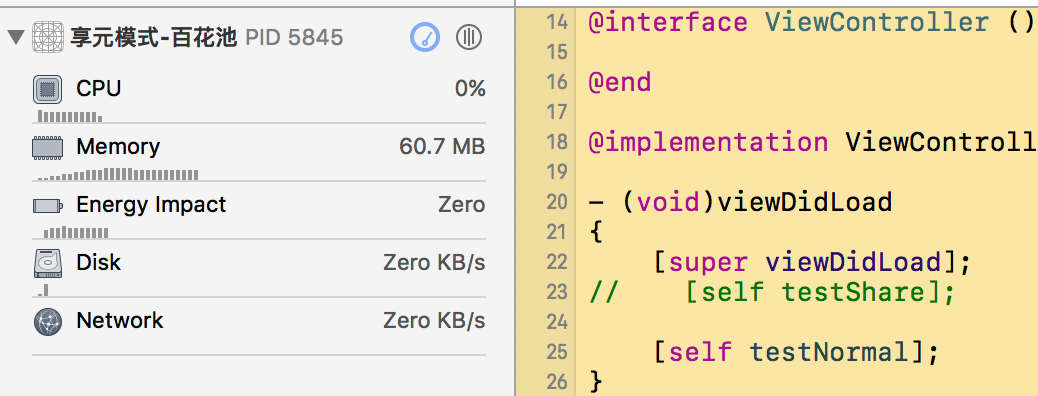 享元模式-百花池 PID 5845
CPU 0%
Memory 60.7 MB
Energy Impact Zero
Disk Zero KB/s
Network Zero KB/s
14 @interface ViewController ()
15
16 @end
17
18 @implementation ViewControll
19
20 - (void)viewDidLoad
21 {
22 [super viewDidLoad];
23 // [self testShare];
24
25 [self testNormal];
26 }